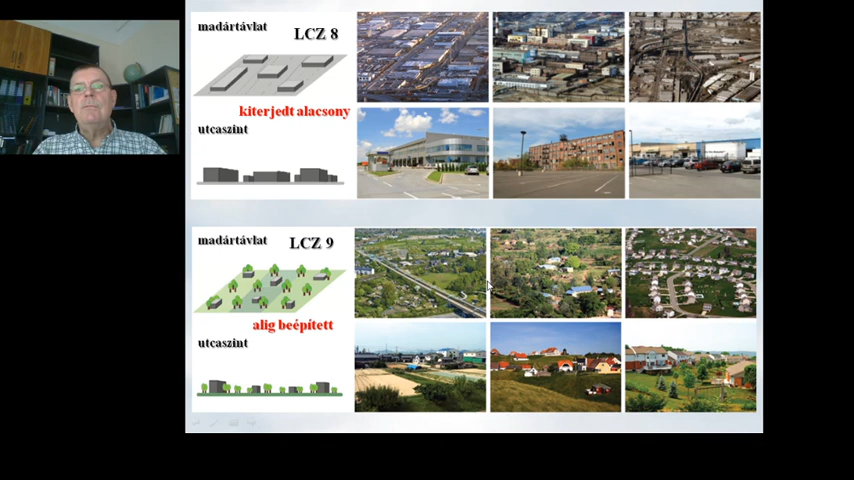 madártávlat
LCZ 8
kiterjedt alacsony
utcaszint
madártávlat
LCZ 9
alig beépített
utcaszint